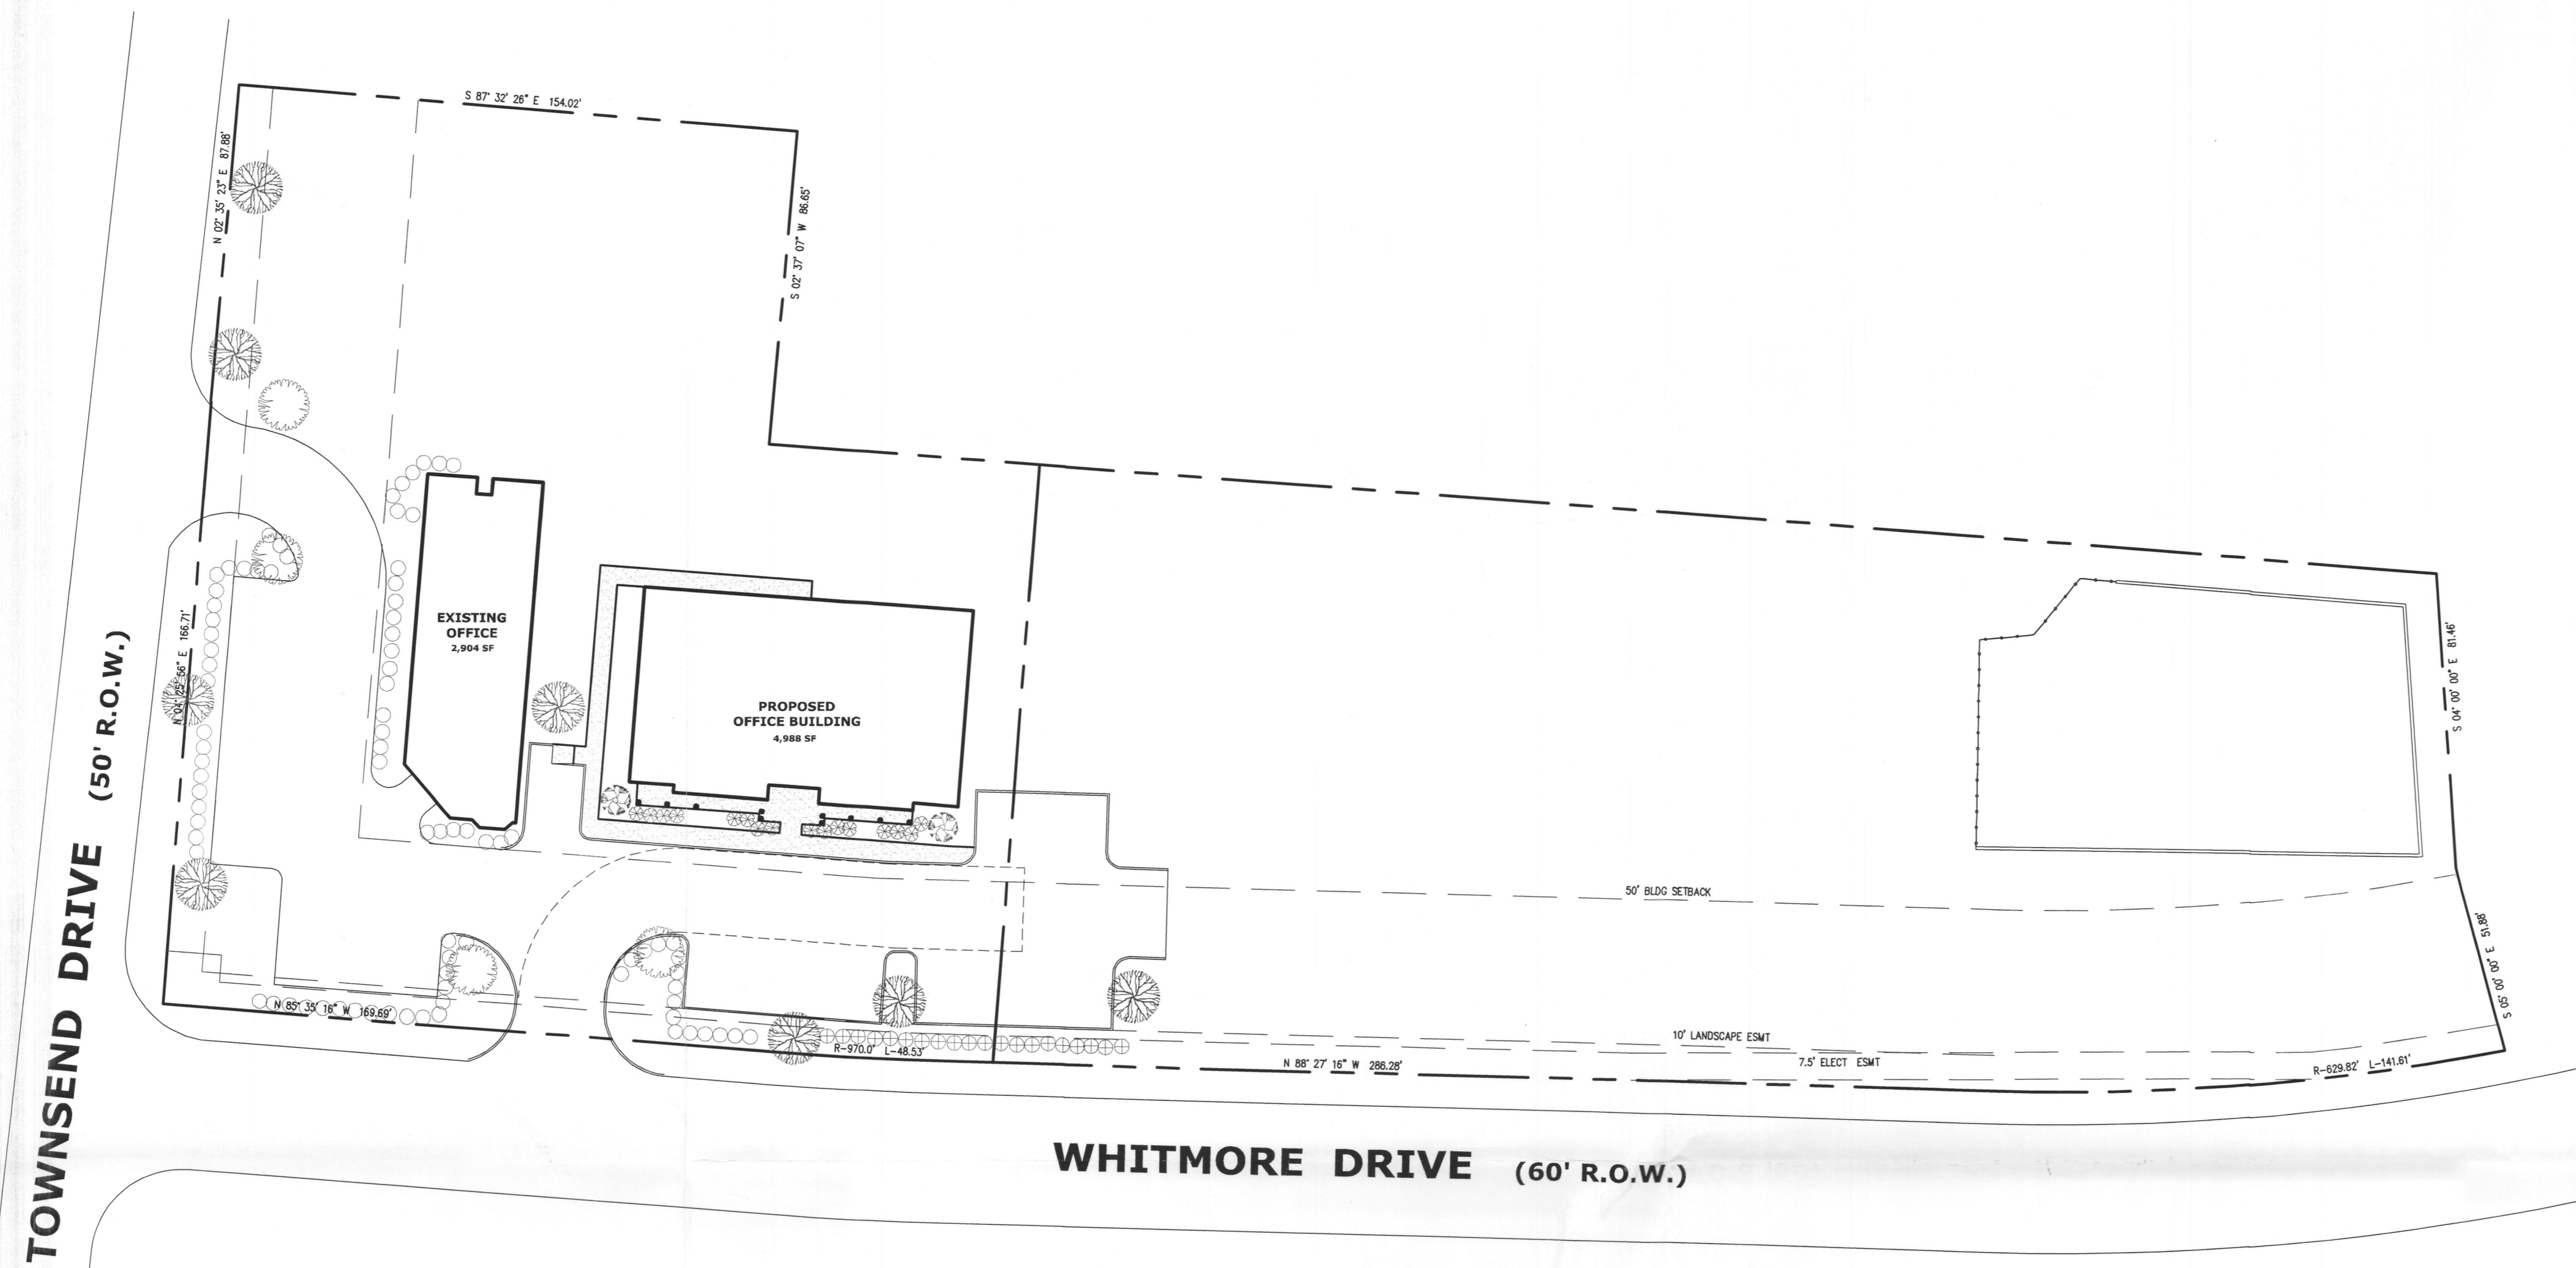 S 87° 32' 26" E 154.02'
N 02° 35' 23" E 87.88'
S 02° 37' 07" W 86.65'
EXISTING
OFFICE
2,904 SF
PROPOSED
OFFICE BUILDING
4,988 SF
N 04° 25' 56" E 166.71'
S 04° 00' 00" E 81.46'
TOWNSEND DRIVE (50' R.O.W.)
50' BLDG SETBACK
S 05° 00' 00" E 51.88'
N 85° 35' 16" W 169.69'
R-970.0' L-48.53'
10' LANDSCAPE ESMT
7.5' ELECT ESMT
N 88° 27' 16" W 286.28'
R-629.82' L-141.61'
WHITMORE DRIVE (60' R.O.W.)